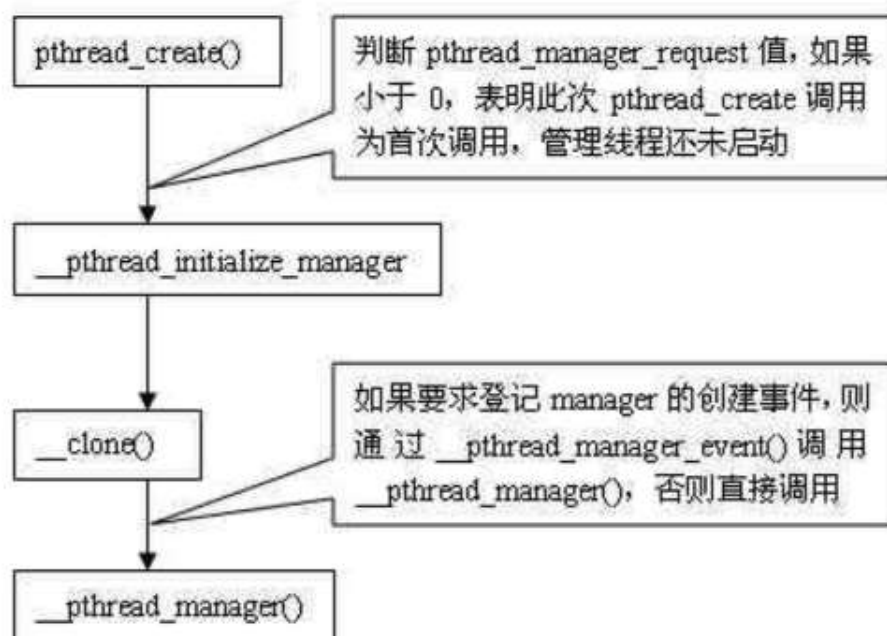 pthread_create()
判断 pthread_manager_request 值，如果
小于 0，表明此次 pthread_create 调用
为首次调用，管理线程还未启动
__pthread_initialize_manager
如果要求登记 manager 的创建事件，则
通过 __pthread_manager_event() 调用
__pthread_manager()，否则直接调用
__clone()
__pthread_manager()